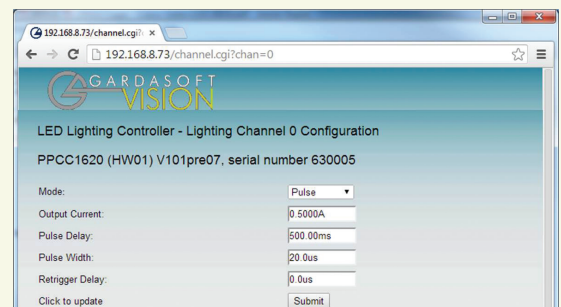 192.168.8.73/channel.cgi?
192.168.8.73/channel.cgi?chan=0
GARDASOFT
VISION
LED Lighting Controller - Lighting Channel 0 Configuration
PPCC1620 (HW01) V101pre07, serial number 630005
Mode: Pulse
Output Current: 0.5000A
Pulse Delay: 500.00ms
Pulse Width: 20.0us
Retrigger Delay: 0.0us
Click to update Submit